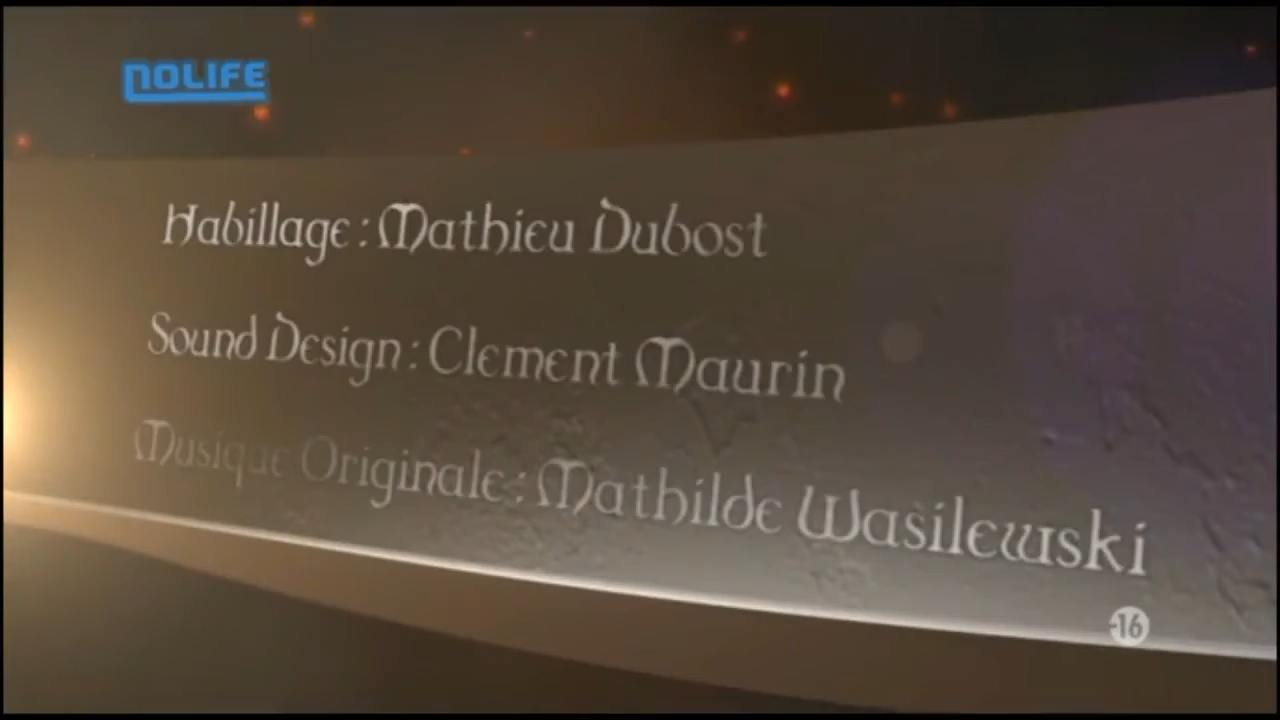 NOLIFE
Habillage : Mathieu Dubost
Sound Design : Clement Maurin
Musique Originale : Mathilde Wasilewski
-16